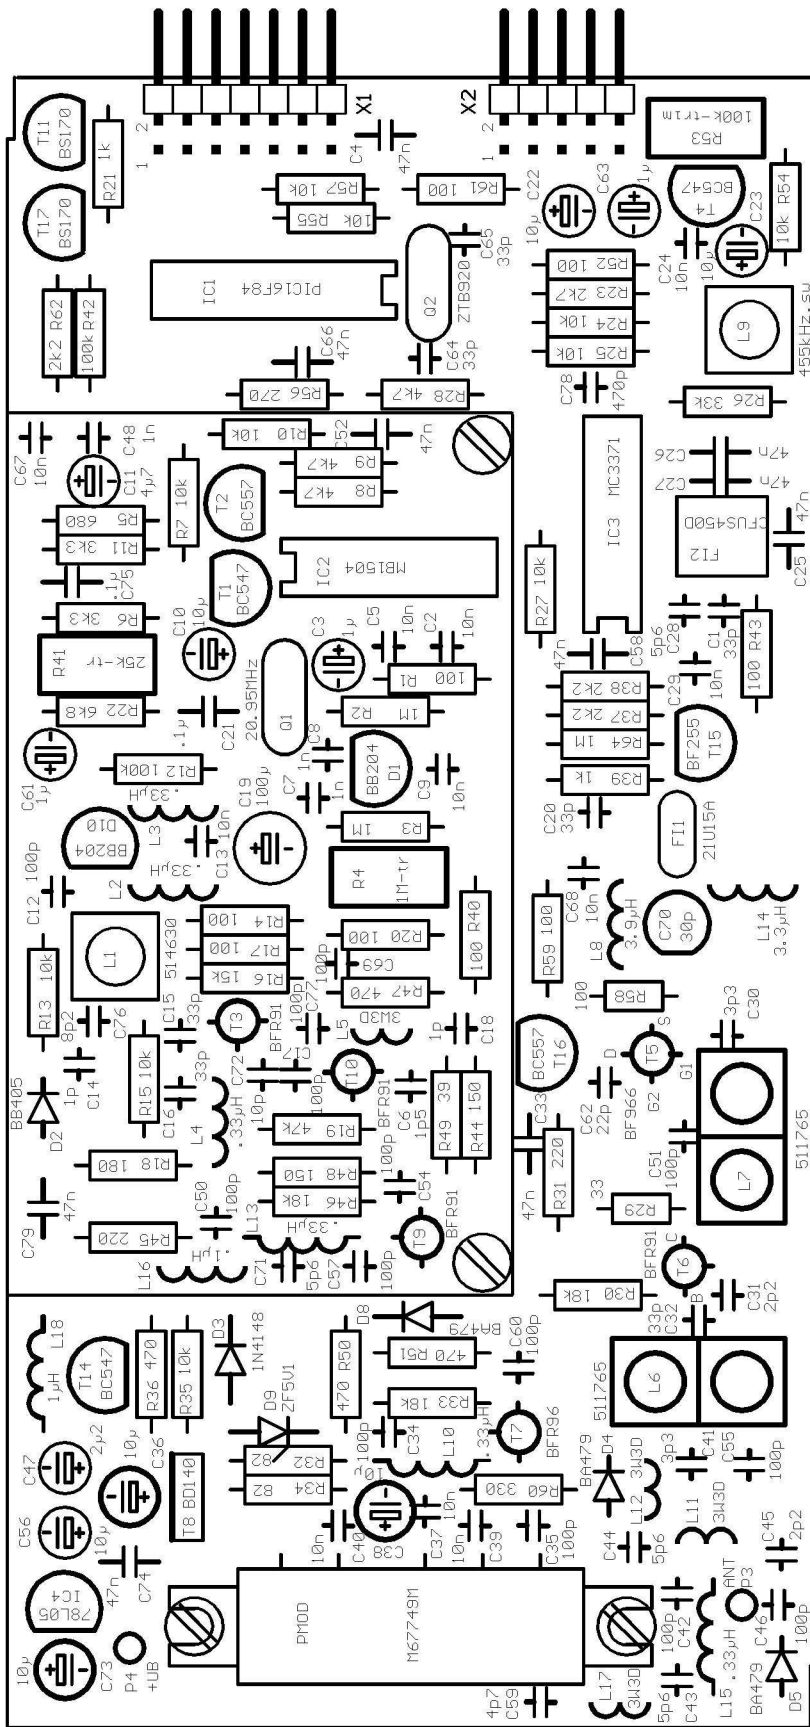 X1
X2
1 2
1 2
T11
BS170
R21 1k
C4
47n
100k-trim
R53
T17
BS170
R57 10k
R55 10k
R61 100
C22
10µ
C63
1µ
BC547
T4
C23
10µ
10k R54
C65
33p
C24
10n
2k2 R62
100k R42
IC1
PIC16F84
Q2
ZTB920
R52 100
R23 2k7
R24 10k
R25 10k
L9
455kHz.sw
C66
47n
C64
33p
R56 270
R28 4k7
C78
470p
R26 33k
C67
10n
C48
1n
R10 10k
C52
47n
C11
4µ7
R7 10k
T2
BC557
R9 4k7
R8 4k7
IC3
MC3371
C26
47n
C27
47n
R5 680
R11 3k3
CFUS450D
FI2
47n
C25
.1µ
C75
T1
BC547
IC2
MB1504
R27 10k
R6 3k3
C10
10µ
C3
1µ
C5
10n
C2
10n
47n
C58
5p6
C28
C1
33p
100 R43
R41
25k-tr
R1 100
C29
10n
R22 6k8
.1µ
C21
20.95MHz
Q1
R2 1M
R38 2k2
R37 2k2
R64 1M
R39 1k
BF255
T15
C61
1µ
R12 100k
C8
1n
BB204
D1
C9
10n
C7
1n
.33µH
L3
C19
100µ
C20
33p
FI1
21U15A
D10
BB204
C13
10n
R3 1M
C12
100p
L2
.33µH
R4
1M-tr
C68
10n
L1
514630
R14 100
R17 100
R16 15k
R20 100
100p
C69
R47 470
100 R40
R59 100
L8
3.9µH
C70
30p
L14
3.3µH
R13 10k
100
R58
8p2
C76
C15
33p
T3
BFR91
100p
C77
L5
3W3D
1p
C18
BC557
T16
S
D
T5
G1
G2
BF966
3p3
C30
1p
C14
R15 10k
C16
33p
C72
10p
C17
100p
T10
BFR91
C6
1p5
R49 39
R44 150
C33
47n
C62
22p
BB405
D2
L4
.33µH
R19 47k
C51
100p
511765
L7
R18 180
R48 150
R46 18k
100p
C54
R31 220
33
R29
C79
47n
C50
100p
L13
.33µH
T9
BFR91
R45 220
.1µH
L16
C71
5p6
C57
100p
BFR91
T6
C
B
R30 18k
C31
2p2
33p
C32
L18
1µH
T14
BC547
R36 470
R35 10k
D3
1N4148
D8
BA479
470 R50
470 R51
C60
100p
511765
L6
D9
ZF5V1
R33 18k
100p
C34
L10
.33µH
T7
BFR96
C47
2µ2
C36
10µ
82 R32
82 R34
BA479
D4
3W3D
L12
3p3
C41
C55
100p
T8 BD140
R60 330
C56
10µ
10n
C40
C38
C37
10n
10n
C39
C35
100p
C44
5p6
L11
3W3D
C45
2p2
47n
C74
78L05
IC4
PMOD
M67749M
100p
C42
ANT
P3
C46
100p
10µ
C73
P4
+UB
4p7
C59
L17
3W3D
5p6
C43
L15 .33µH
BA479
D5